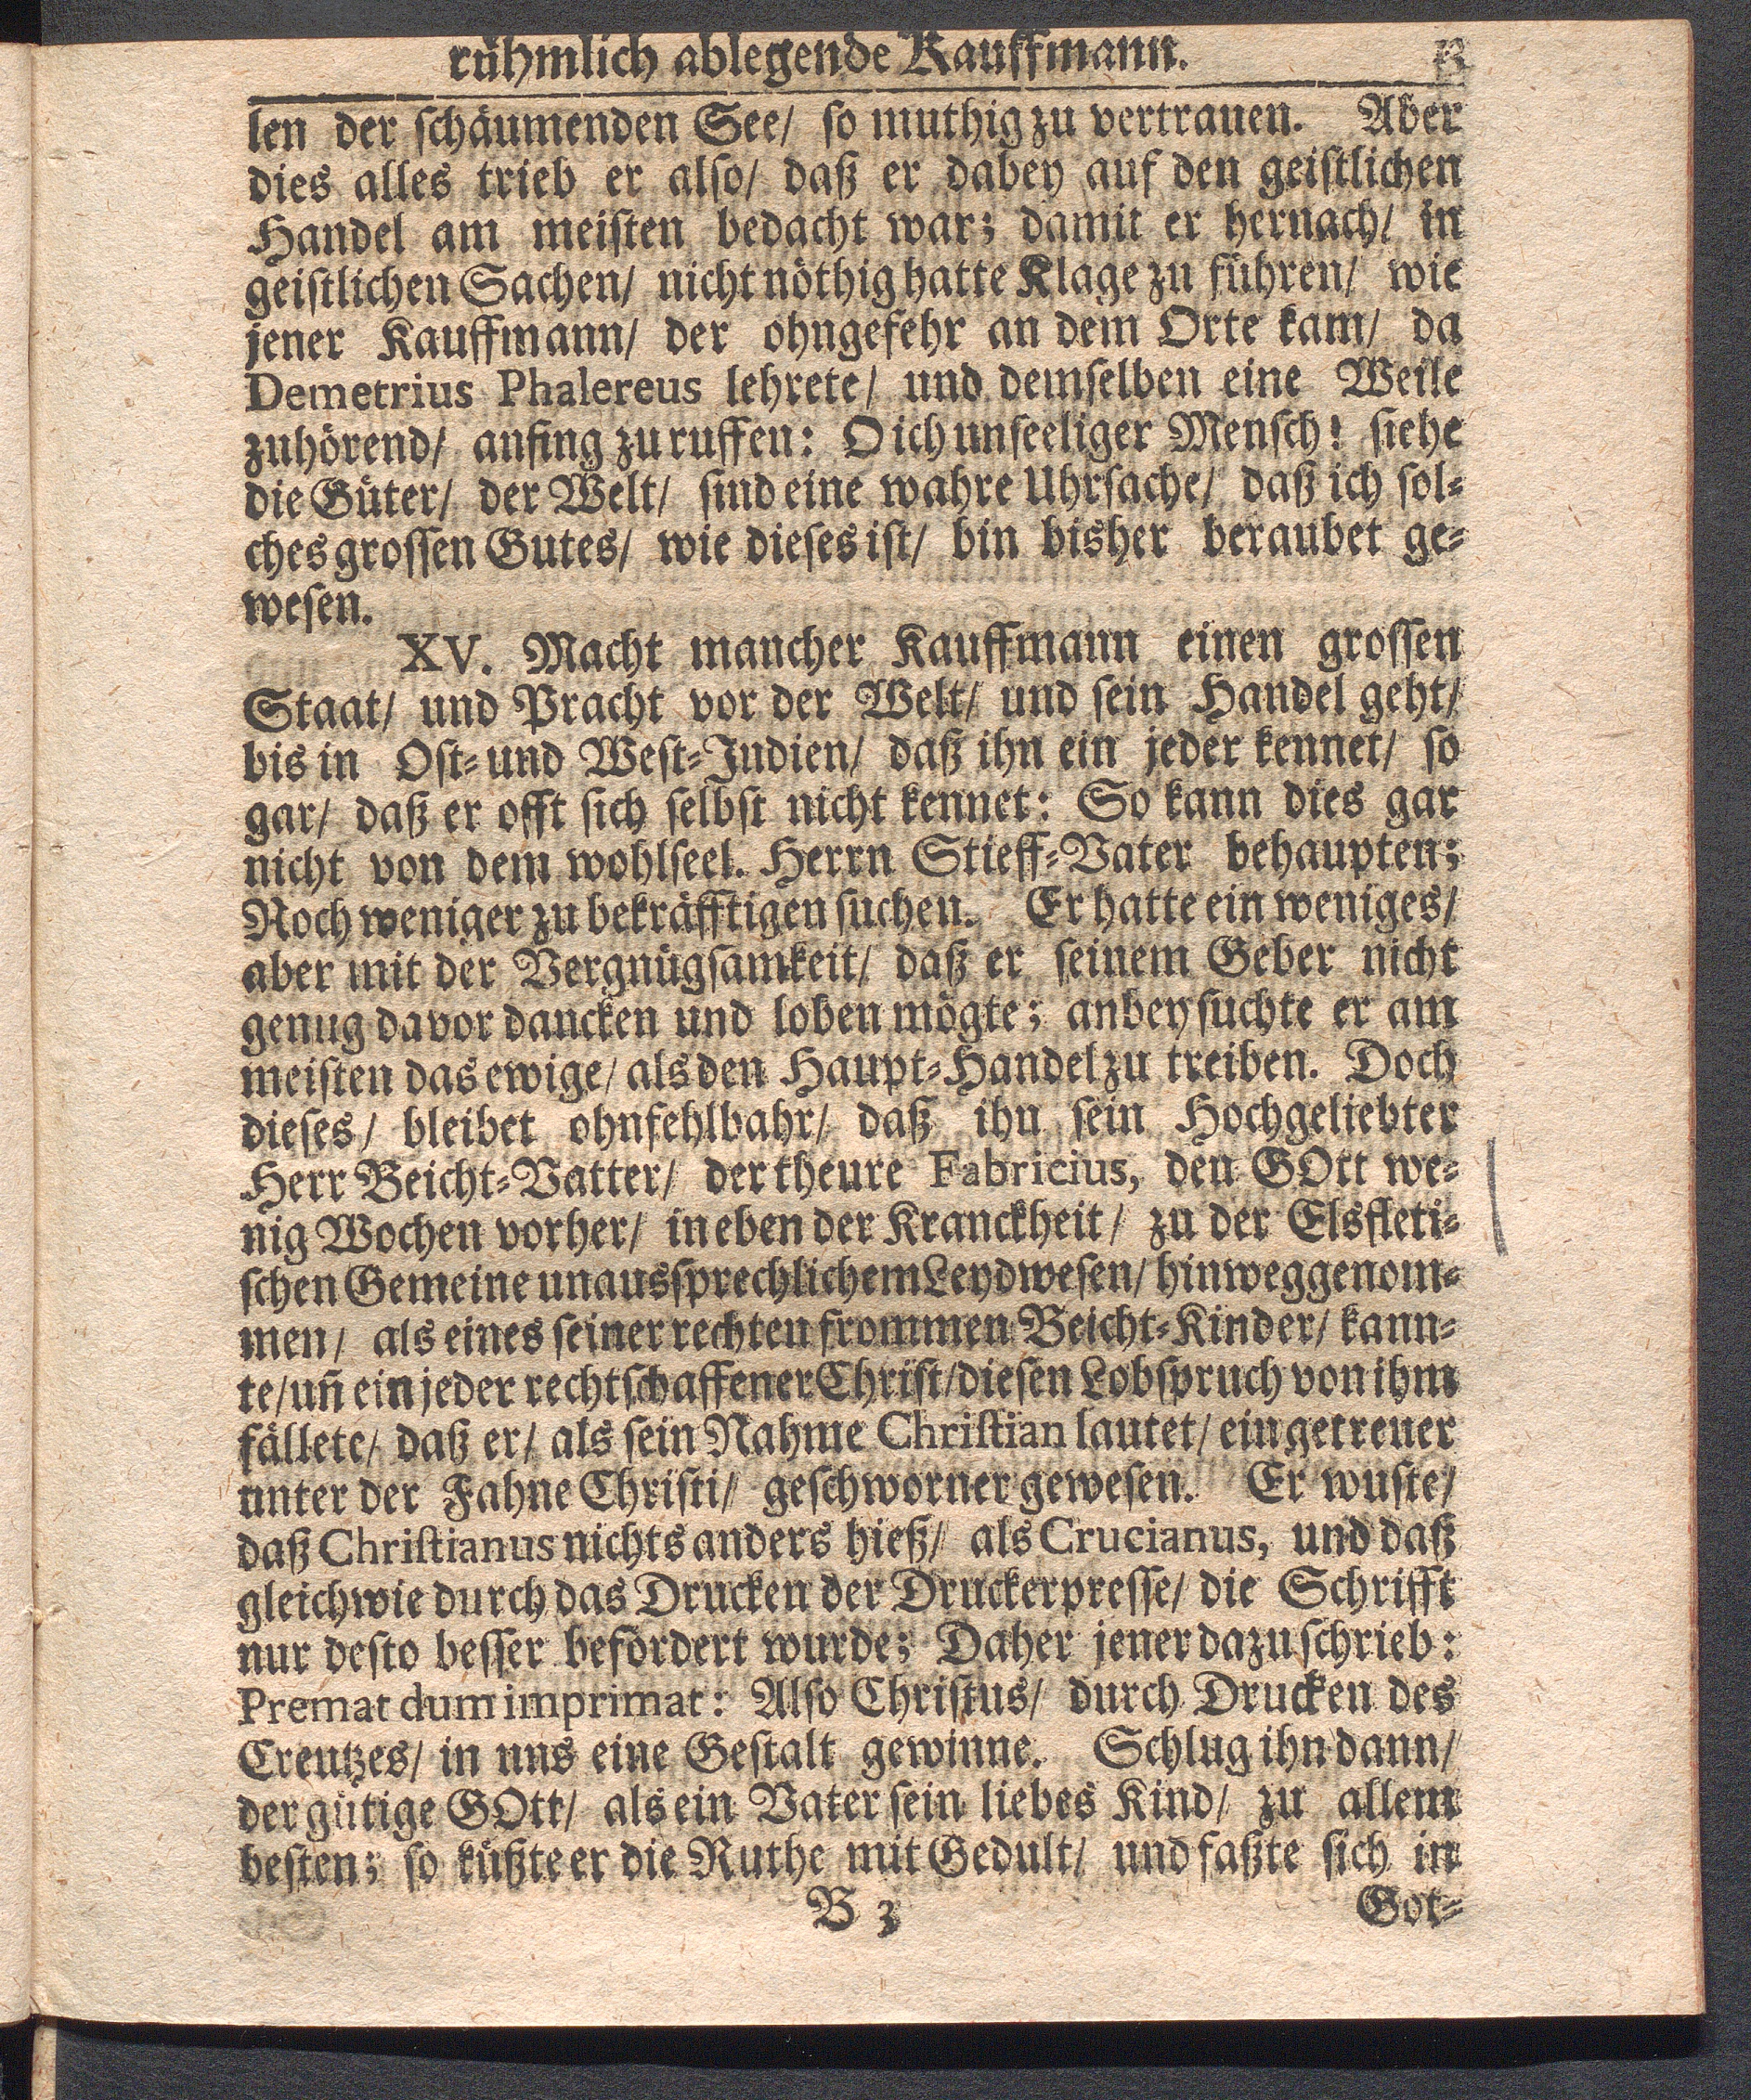 rühmlich ablegende Kauffmann.
len der schäumenden See/ so muthig zu vertrauen. Aber
dies alles trieb er also/ daß er dabey auf den geistlichen
Handel am meisten bedacht war; damit er hernach/ in
geistlichen Sachen/ nicht nöthig hatte Klage zu führen/ wie
jener Kauffmann/ der ohngefehr an dem Orte kam/ da
Demetrius Phalereus lehrete/ und demselben eine Weile
zuhörend/ anfing zu ruffen: O ich unseeliger Mensch! siehe
die Güter/ der Welt/ sind eine wahre Uhrsache/ daß ich sol-
ches grossen Gutes/ wie dieses ist/ bin bisher beraubet ge-
wesen.
XV. Macht mancher Kauffmann einen grossen
Staat/ und Pracht vor der Welt/ und sein Handel geht/
bis in Ost- und West-Indien/ daß ihn ein jeder kennet/ so
gar/ daß er offt sich selbst nicht kennet: So kann dies gar
nicht von dem wohlseel. Herrn Stieff-Vater behaupten;
Noch weniger zu bekräfftigen suchen. Er hatte ein weniges/
aber mit der Vergnügsamkeit/ daß er seinem Geber nicht
genug davor dancken und loben mögte; anbey suchte er am
meisten das ewige/ als den Haupt-Handel zu treiben. Doch
dieses/ bleibet ohnfehlbahr/ daß ihn sein Hochgeliebter
Herr Beicht-Vatter/ der theure Fabricius, den GOtt we-
nig Wochen vorher/ in eben der Kranckheit/ zu der Elsfleti-
schen Gemeine unaussprechlichem Leydwesen/ hinweggenom-
men/ als eines seiner rechten frommen Beicht-Kinder/ kann-
te/ un̄ ein jeder rechtschaffener Christ/ diesen Lobspruch von ihm
fällete/ daß er/ als sein Nahme Christian lautet/ ein getreuer
unter der Fahne Christi/ geschworner gewesen. Er wuste/
daß Christianus nichts anders hieß/ als Crucianus, und daß
gleichwie durch das Drucken der Druckerpresse/ die Schrifft
nur desto besser befördert wurde; Daher jener dazu schrieb:
Premat dum imprimat: Also Christus/ durch Drucken des
Creutzes/ in uns eine Gestalt gewinne. Schlug ihn dann/
der gütige GOtt/ als ein Vater sein liebes Kind/ zu allem
besten; so küßte er die Ruthe mit Gedult/ und faßte sich in
B 3 Got-